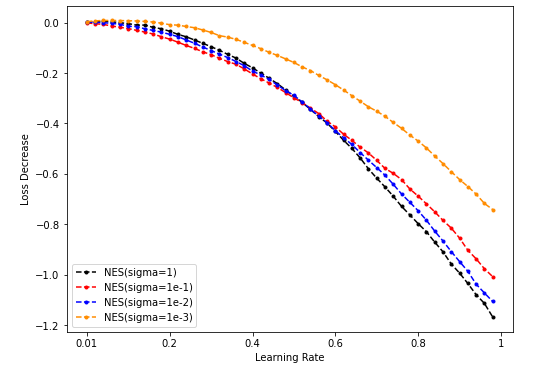 0.0
−0.2
−0.4
−0.6
−0.8
−1.0
−1.2
Loss Decrease
NES(sigma=1)
NES(sigma=1e-1)
NES(sigma=1e-2)
NES(sigma=1e-3)
0.01 0.2 0.4 0.6 0.8 1
Learning Rate